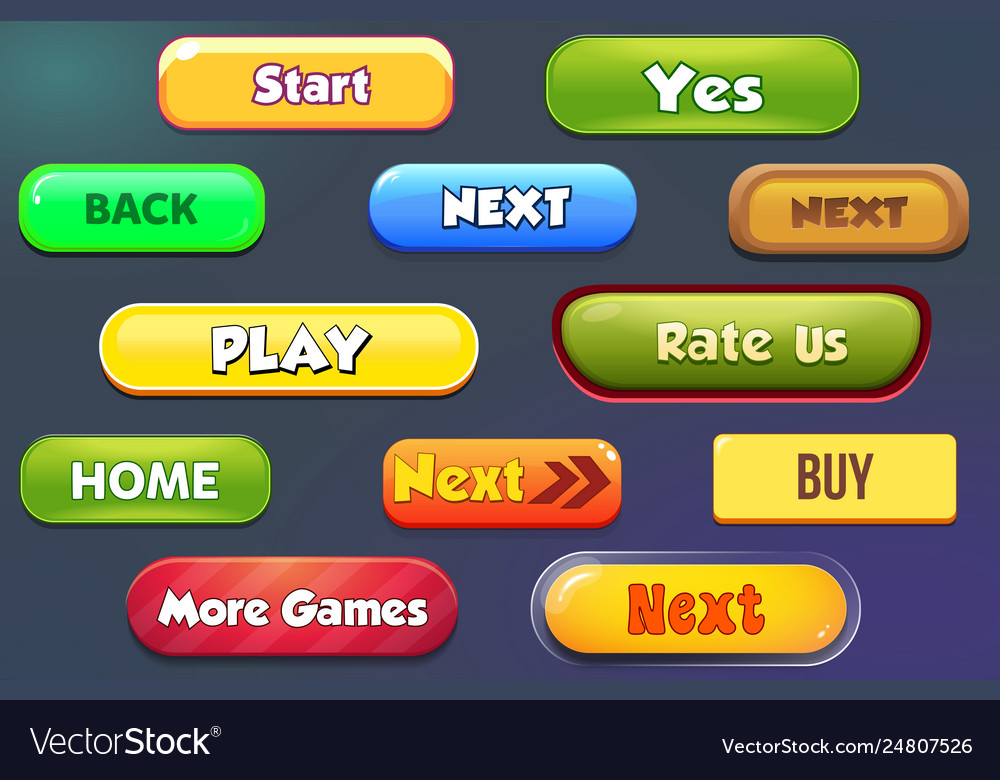 Start
Yes
BACK
NEXT
NEXT
PLAY
Rate Us
HOME
Next
BUY
More Games
Next
VectorStock®
VectorStock.com/24807526